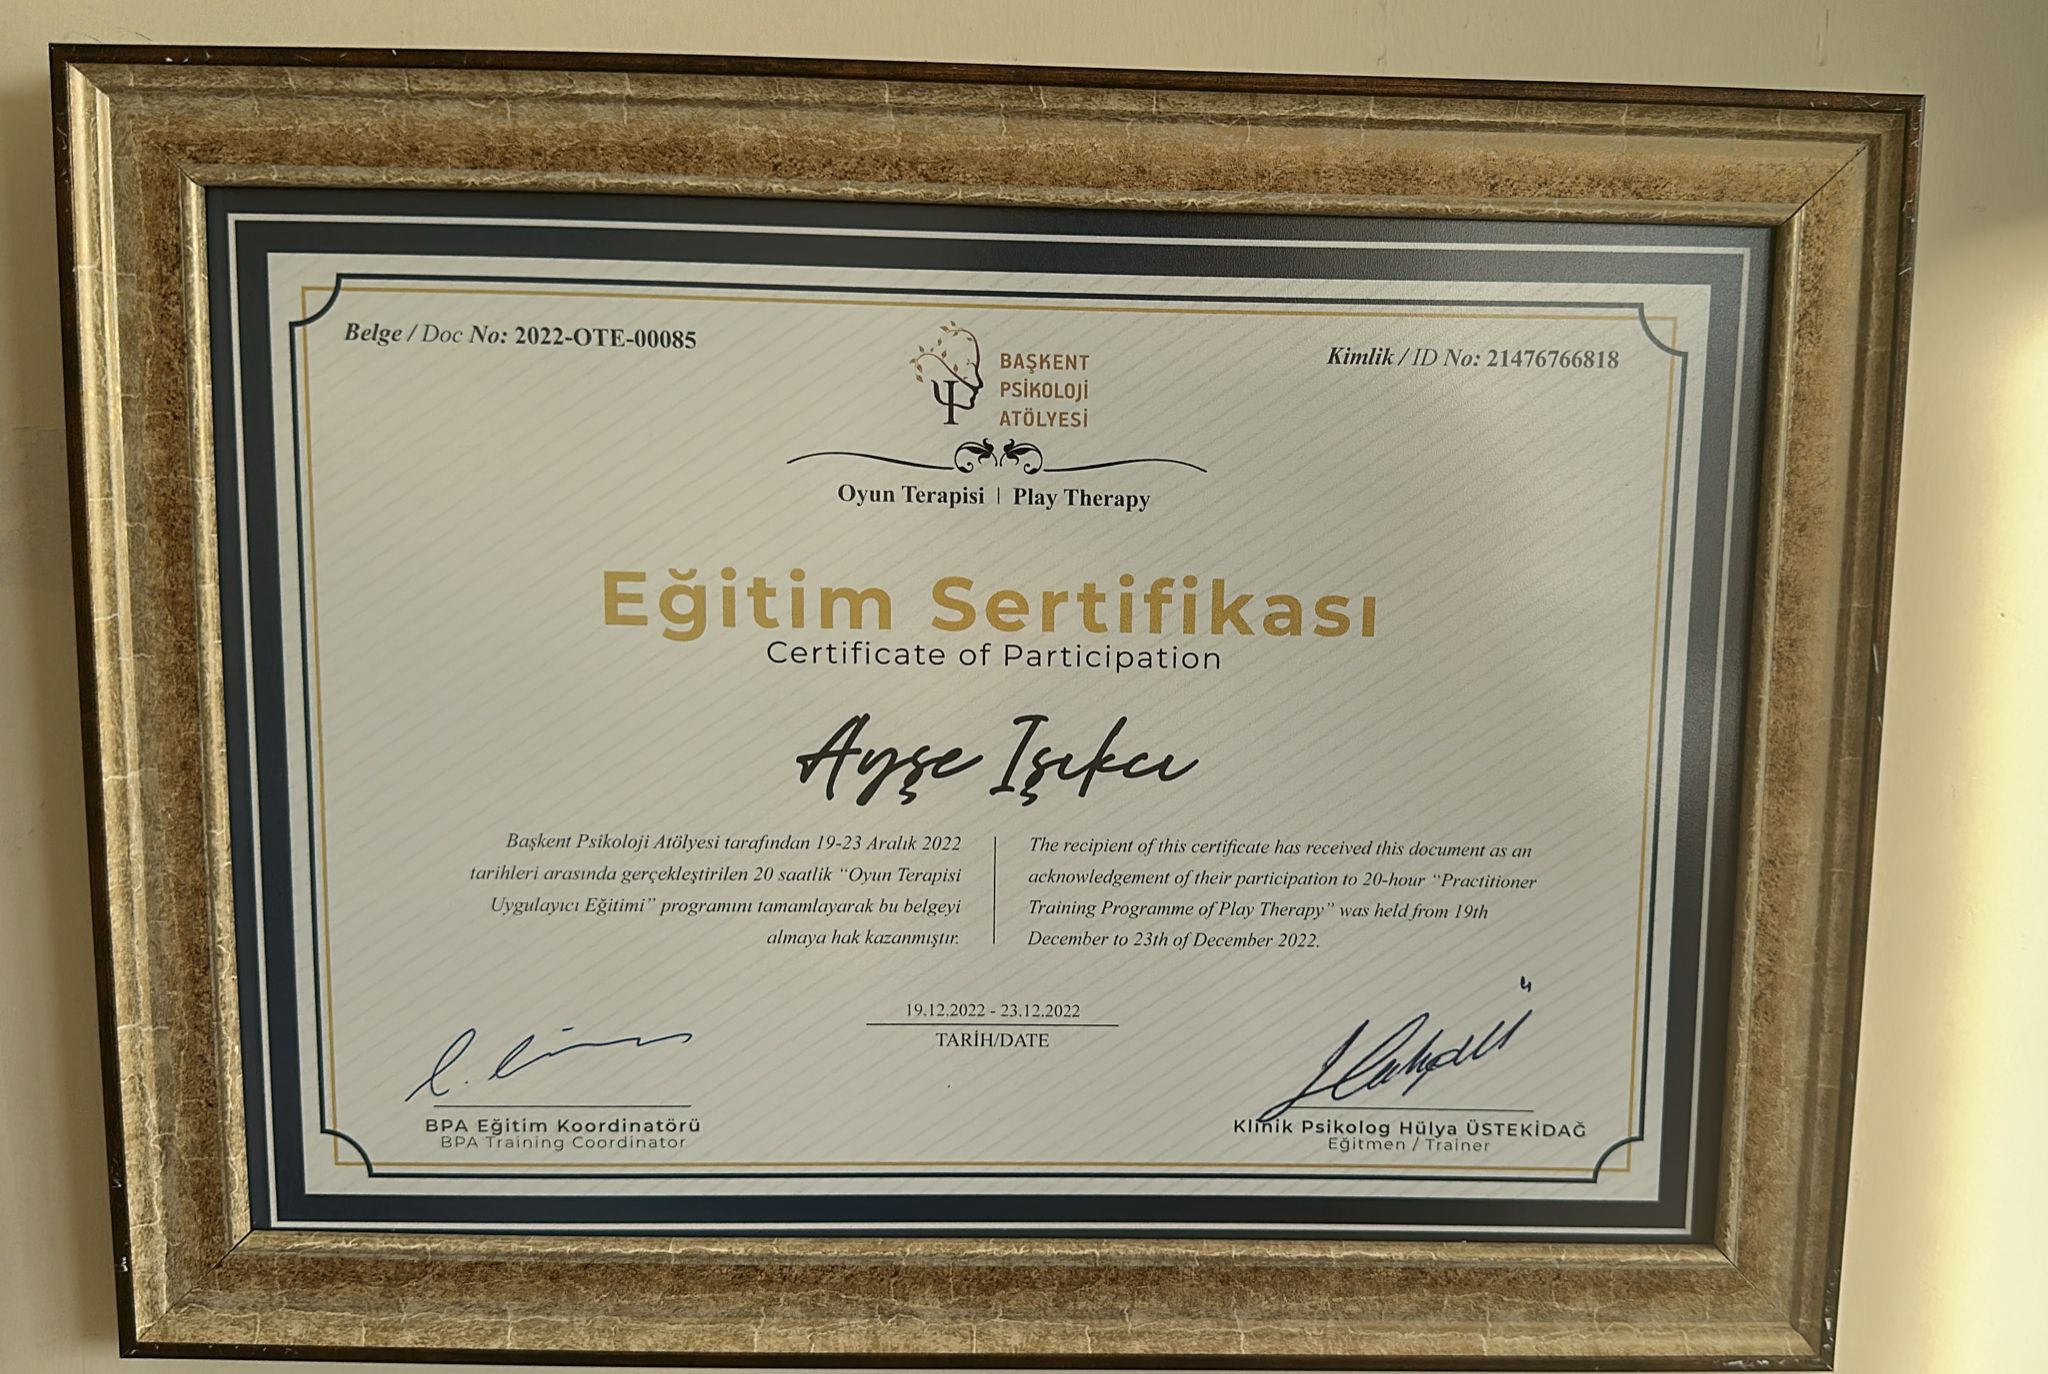 Belge / Doc No: 2022-OTE-00085
Kimlik / ID No: 21476766818
BAŞKENT
PSİKOLOJİ
ATÖLYESİ
Oyun Terapisi | Play Therapy
Eğitim Sertifikası
Certificate of Participation
Ayşe Işıkcı
Başkent Psikoloji Atölyesi tarafından 19-23 Aralık 2022
tarihleri arasında gerçekleştirilen 20 saatlik “Oyun Terapisi
Uygulayıcı Eğitimi” programını tamamlayarak bu belgeyi
almaya hak kazanmıştır.
The recipient of this certificate has received this document as an
acknowledgement of their participation to 20-hour “Practitioner
Training Programme of Play Therapy” was held from 19th
December to 23th of December 2022.
19.12.2022 - 23.12.2022
TARİH/DATE
BPA Eğitim Koordinatörü
BPA Training Coordinator
Klinik Psikolog Hülya ÜSTEKİDAĞ
Eğitmen / Trainer